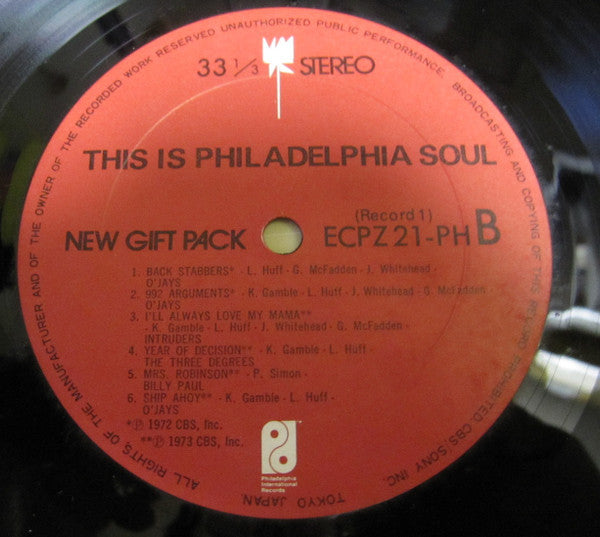 33 1/3 STEREO
THIS IS PHILADELPHIA SOUL
NEW GIFT PACK
(Record 1)
ECPZ 21-PH B
1. BACK STABBERS* - L. Huff - G. McFadden - J. Whitehead -
O'JAYS
2. 992 ARGUMENTS* - K. Gamble - L. Huff - J. Whitehead - G. McFadden -
O'JAYS
3. I'LL ALWAYS LOVE MY MAMA**
- K. Gamble - L. Huff - J. Whitehead - G. McFadden -
INTRUDERS
4. YEAR OF DECISION** - K. Gamble - L. Huff -
THE THREE DEGREES
5. MRS. ROBINSON** - P. Simon -
BILLY PAUL
6. SHIP AHOY** - K. Gamble - L. Huff -
O'JAYS
*Ⓟ 1972 CBS, Inc.
**Ⓟ 1973 CBS, Inc.
Philadelphia
International
Records
ALL RIGHTS, OF THE MANUFACTURER AND OF THE OWNER OF THE RECORDED WORK RESERVED UNAUTHORIZED PUBLIC PERFORMANCE, BROADCASTING AND COPYING OF THIS RECORD PROHIBITED. CBS/SONY INC. TOKYO JAPAN